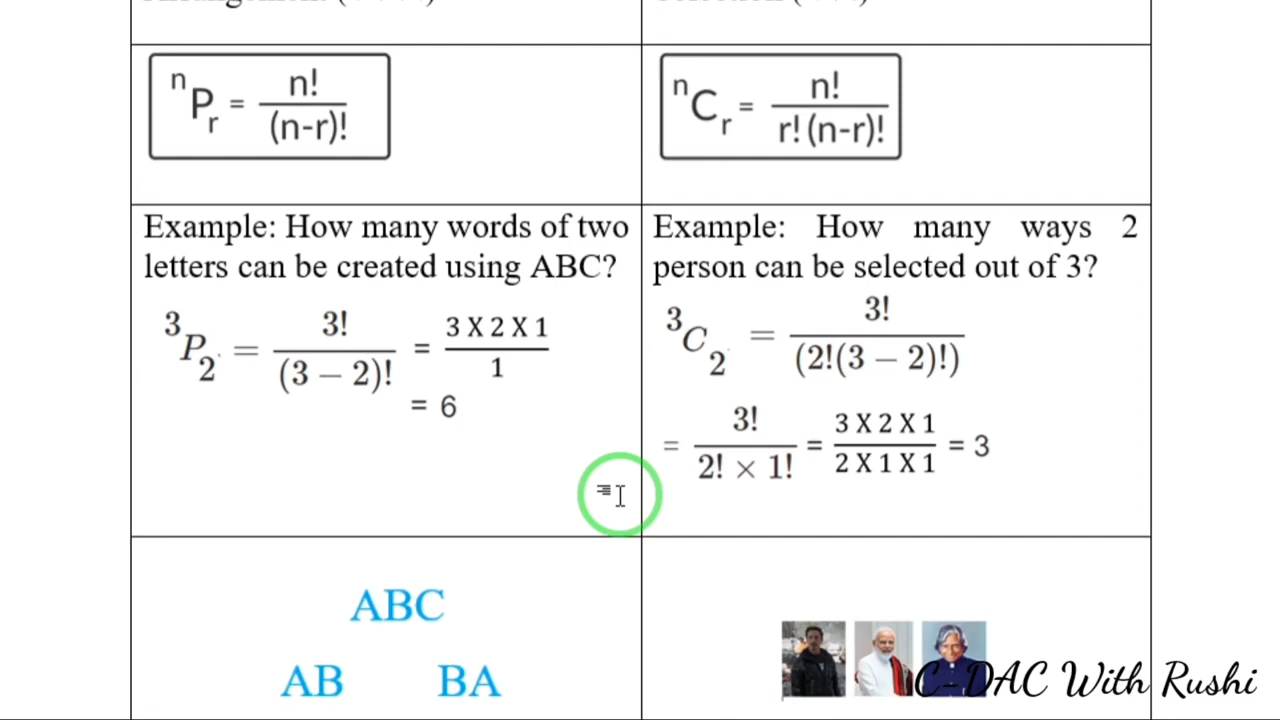 ⁿPᵣ = n! / (n-r)!
ⁿCᵣ = n! / r! (n-r)!
Example: How many words of two
letters can be created using ABC?
³P₂ = 3! / (3 − 2)! = 3 X 2 X 1 / 1
= 6
Example: How many ways 2
person can be selected out of 3?
³C₂ = 3! / (2!(3 − 2)!)
= 3! / 2! × 1! = 3 X 2 X 1 / 2 X 1 X 1 = 3
ABC
AB BA
C-DAC With Rushi